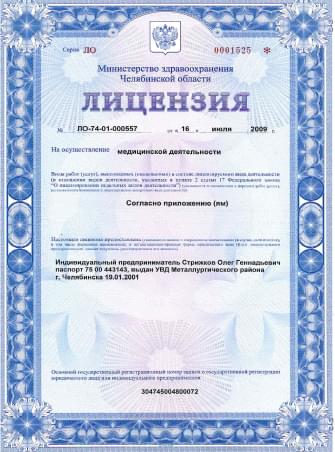 Серия ЛО 0001525 *
Министерство здравоохранения
Челябинской области
ЛИЦЕНЗИЯ
№ ЛО-74-01-000557 от « 16 » июля 2009 г.
На осуществление медицинской деятельности
Виды работ (услуг), выполняемых (оказываемых) в составе лицензируемого вида деятельности
(в отношении видов деятельности, указанных в пункте 2 статьи 17 Федерального закона
"О лицензировании отдельных видов деятельности")
Согласно приложению (ям)
Настоящая лицензия предоставлена
Индивидуальный предприниматель Стрижков Олег Геннадьевич
паспорт 75 00 443143, выдан УВД Металлургического района
г. Челябинска 19.01.2001
Основной государственный регистрационный номер записи о государственной регистрации
юридического лица или индивидуального предпринимателя
304745004800072